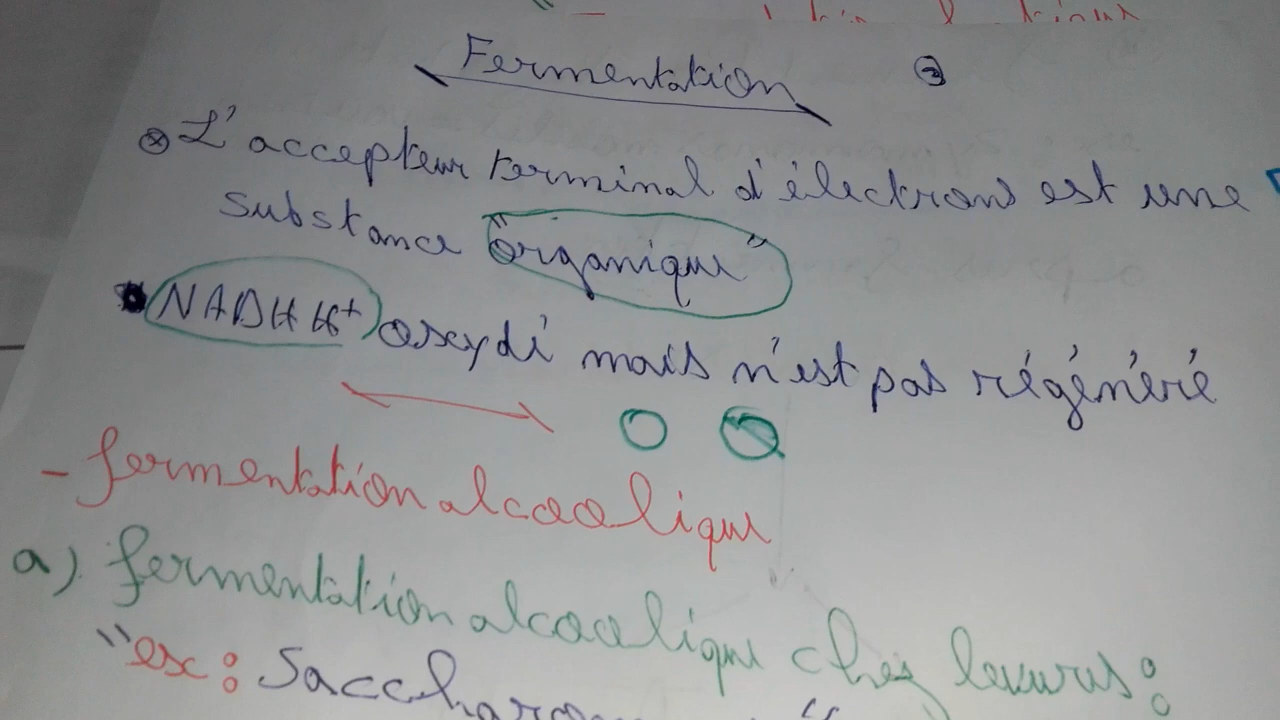 Fermentation
L'accepteur terminal d'électrons est une
substance "organique"
NADH H+ oxydé mais n'est pas régénéré
- fermentation alcoolique
a) fermentation alcoolique chez levures :
"ex : Saccharom